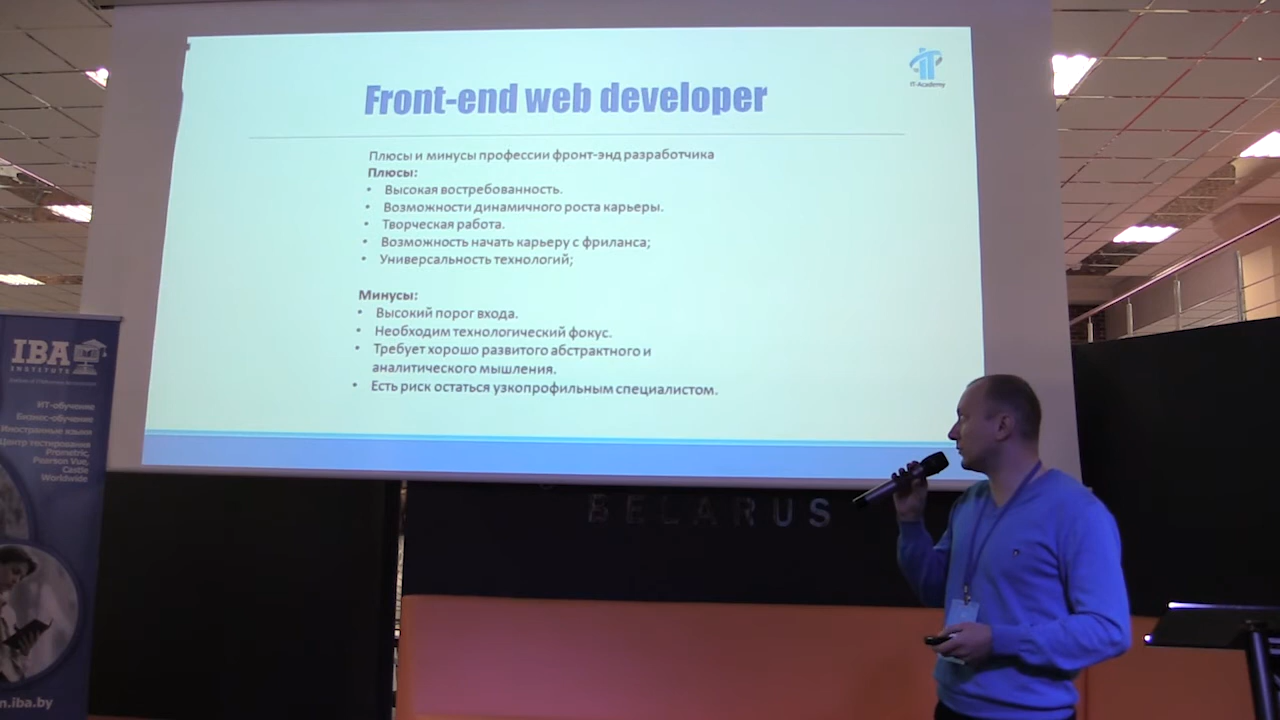 Front-end web developer
IT-Academy
Плюсы и минусы профессии фронт-энд разработчика
Плюсы:
• Высокая востребованность.
• Возможности динамичного роста карьеры.
• Творческая работа.
• Возможность начать карьеру с фриланса;
• Универсальность технологий;
Минусы:
• Высокий порог входа.
• Необходим технологический фокус.
• Требует хорошо развитого абстрактного и
аналитического мышления.
• Есть риск остаться узкопрофильным специалистом.
BELARUS
IBA
INSTITUTE
ИТ-обучение
Бизнес-обучение
Иностранные языки
Центр тестирования
Prometric,
Pearson Vue,
Castle
Worldwide
n.iba.by